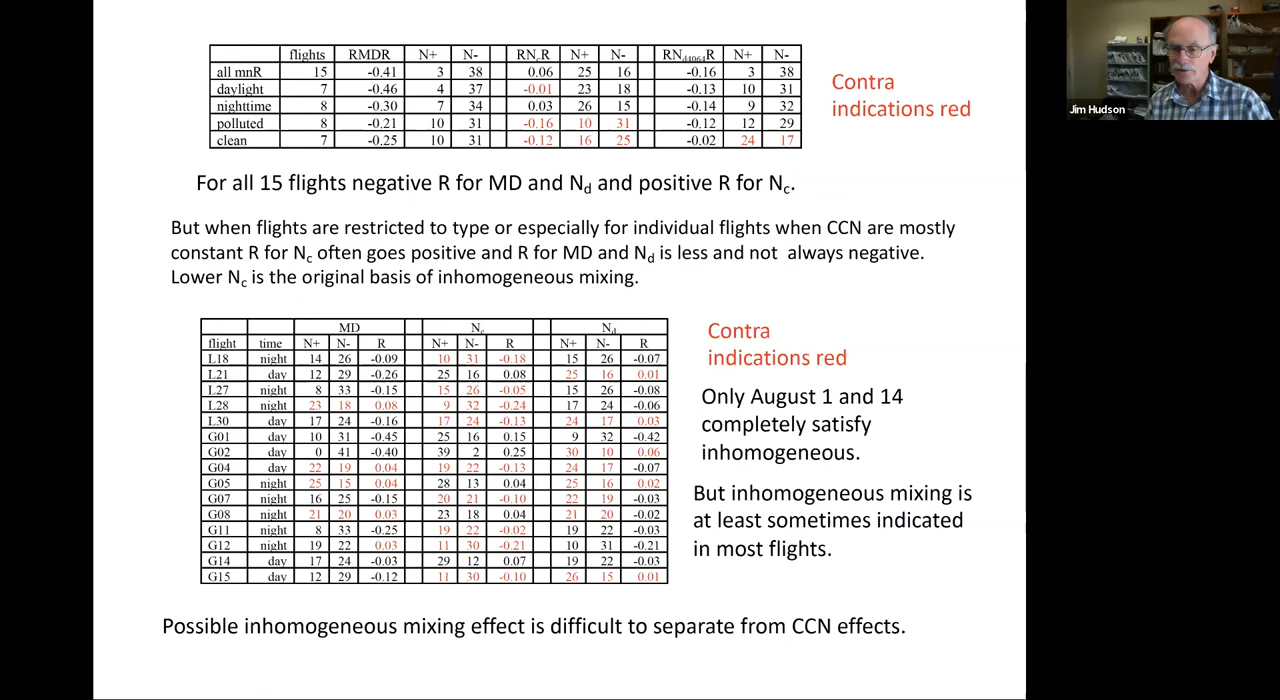 flights RMDR N+ N- RNcR N+ N- RNd406dR N+ N-
all mnR 15 -0.41 3 38 0.06 25 16 -0.16 3 38
daylight 7 -0.46 4 37 -0.01 23 18 -0.13 10 31
nighttime 8 -0.30 7 34 0.03 26 15 -0.14 9 32
polluted 8 -0.21 10 31 -0.16 10 31 -0.12 12 29
clean 7 -0.25 10 31 -0.12 16 25 -0.02 24 17
Contra
indications red
Jim Hudson
For all 15 flights negative R for MD and Nd and positive R for Nc.
But when flights are restricted to type or especially for individual flights when CCN are mostly
constant R for Nc often goes positive and R for MD and Nd is less and not always negative.
Lower Nc is the original basis of inhomogeneous mixing.
MD Nc Nd
flight time N+ N- R N+ N- R N+ N- R
L18 night 14 26 -0.09 10 31 -0.18 15 26 -0.07
L21 day 12 29 -0.26 25 16 0.08 25 16 0.01
L27 night 8 33 -0.15 15 26 -0.05 15 26 -0.08
L28 night 23 18 0.08 9 32 -0.24 17 24 -0.06
L30 day 17 24 -0.16 17 24 -0.13 24 17 0.03
G01 day 10 31 -0.45 25 16 0.15 9 32 -0.42
G02 day 0 41 -0.40 39 2 0.25 30 10 0.06
G04 day 22 19 0.04 19 22 -0.13 24 17 -0.07
G05 night 25 15 0.04 28 13 0.04 25 16 0.02
G07 night 16 25 -0.15 20 21 -0.10 22 19 -0.03
G08 night 21 20 0.03 23 18 0.04 21 20 -0.02
G11 night 8 33 -0.25 19 22 -0.02 19 22 -0.03
G12 night 19 22 0.03 11 30 -0.21 10 31 -0.21
G14 day 17 24 -0.03 29 12 0.07 19 22 -0.03
G15 day 12 29 -0.12 11 30 -0.10 26 15 0.01
Contra
indications red
Only August 1 and 14
completely satisfy
inhomogeneous.
But inhomogeneous mixing is
at least sometimes indicated
in most flights.
Possible inhomogeneous mixing effect is difficult to separate from CCN effects.